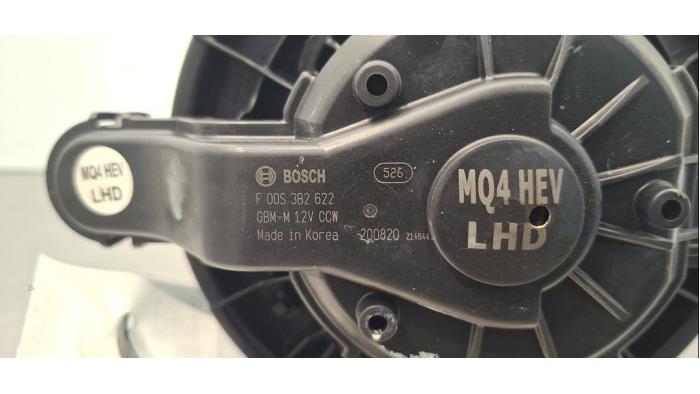 MQ4 HEV
LHD
BOSCH
526
F 00S 3B2 622
GBM-M 12V CCW
Made in Korea
-200820
MQ4 HEV
LHD